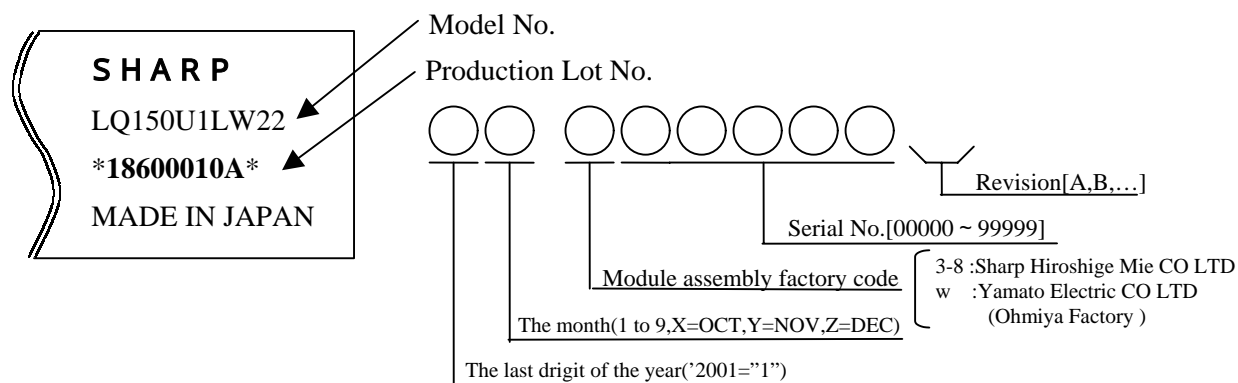 Model No.
SHARP
Production Lot No.
LQ150U1LW22
*18600010A*
MADE IN JAPAN
Revision[A,B,…]
Serial No.[00000 ~ 99999]
Module assembly factory code
3-8 :Sharp Hiroshige Mie CO LTD
w :Yamato Electric CO LTD
(Ohmiya Factory )
The month(1 to 9,X=OCT,Y=NOV,Z=DEC)
The last drigit of the year('2001="1")